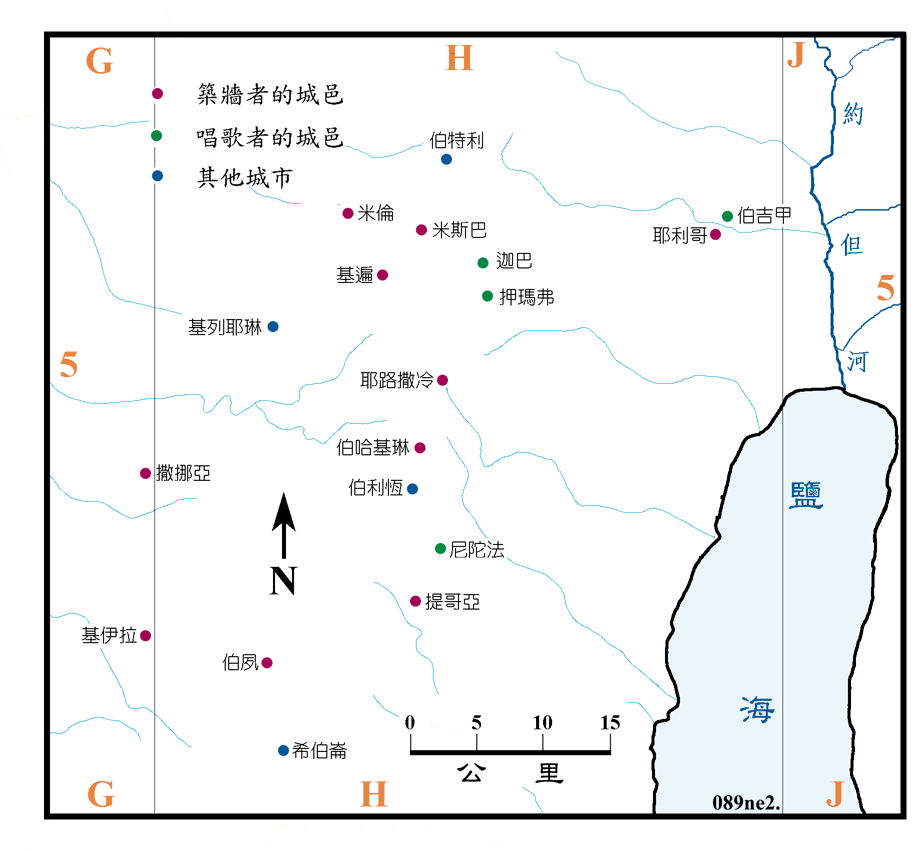 G
H
J
築牆者的城邑
唱歌者的城邑
其他城市
約
伯特利
米倫
米斯巴
伯吉甲
耶利哥
但
迦巴
基遍
押瑪弗
5
基列耶琳
5
河
耶路撒冷
伯哈基琳
撒挪亞
伯利恆
鹽
N
尼陀法
提哥亞
基伊拉
伯夙
海
0 5 10 15
希伯崙
公里
G
H
089ne2.
J